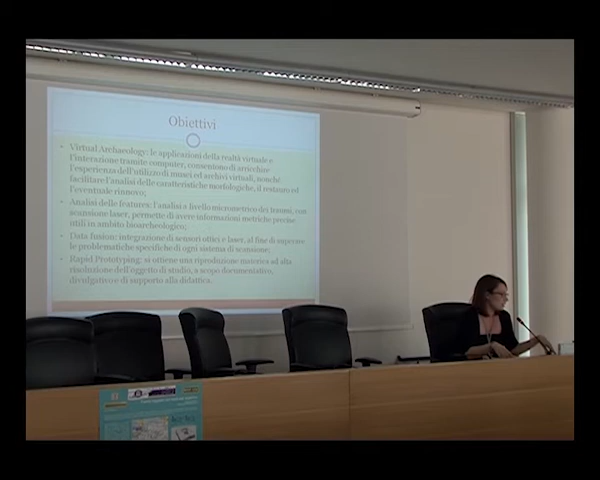 Obiettivi
Virtual Archaeology: le applicazioni della realtà virtuale e
l'interazione tramite computer, consentono di arricchire
l'esperienza dell'utilizzo di musei ed archivi virtuali, nonché
facilitare l'analisi delle caratteristiche morfologiche, il restauro ed
l'eventuale rinnovo;
Analisi delle features: l'analisi a livello micrometrico dei traumi, con
scansione laser, permette di avere informazioni metriche precise
utili in ambito bioarcheologico;
Data fusion: integrazione di sensori ottici e laser, al fine di superare
le problematiche specifiche di ogni sistema di scansione;
Rapid Prototyping: si ottiene una riproduzione materica ad alta
risoluzione dell'oggetto di studio, a scopo documentativo,
divulgativo e di supporto alla didattica.